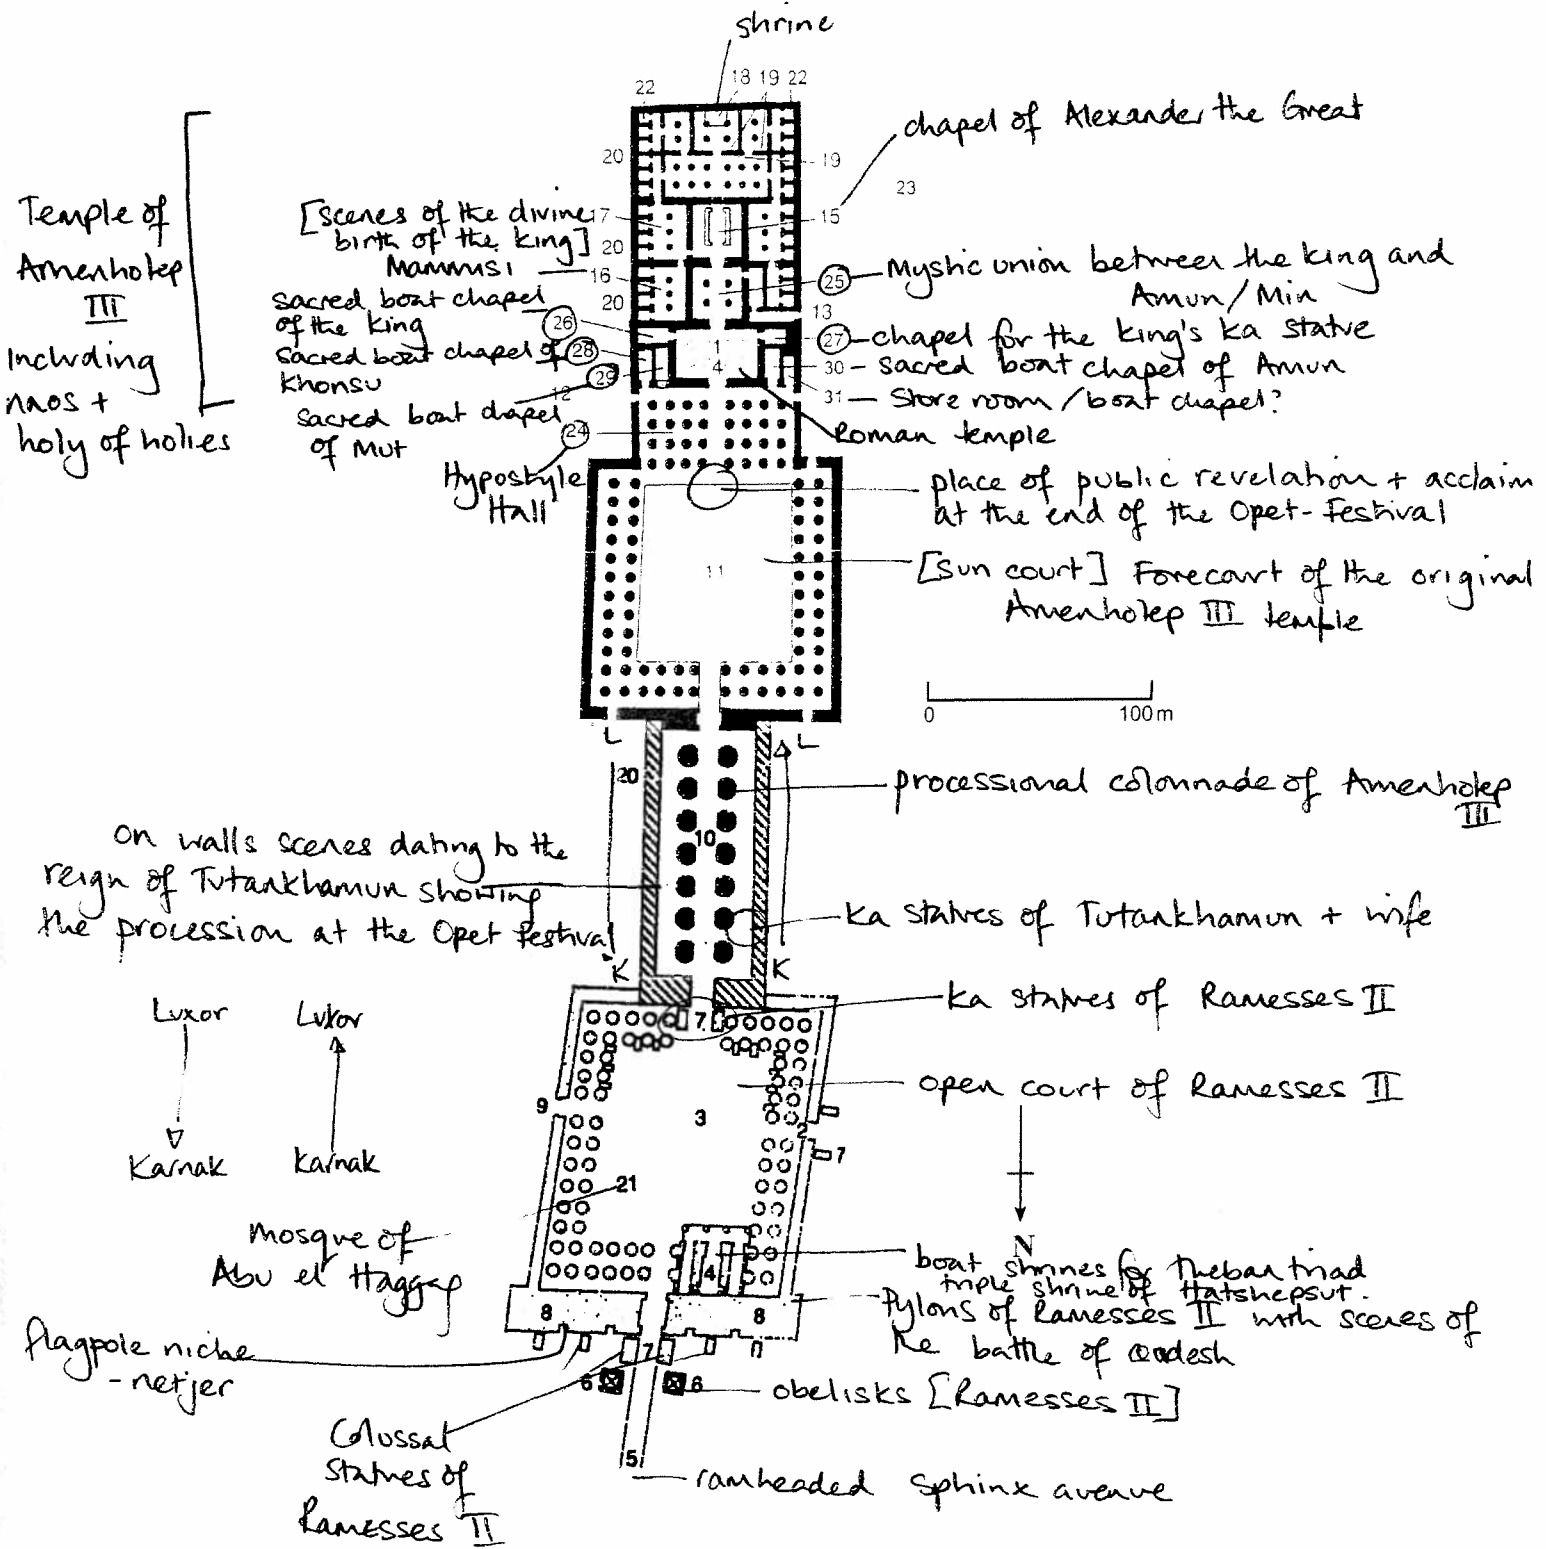 shrine
22 18 19 22
chapel of Alexander the Great
20
19
23
Temple of
Amenhotep
III
Including
naos +
holy of holies
[scenes of the divine 17
birth of the king] 20
Mammisi 16
15
20
sacred boat chapel
of the king 26
sacred boat chapel of 28
Khonsu
29
12
sacred boat chapel
of Mut
24
Hypostyle
Hall
25 Mystic union between the king and
Amun/Min
13
27 chapel for the king's ka statue
1
4
30 - sacred boat chapel of Amun
31 - Store room/boat chapel?
Roman temple
place of public revelation + acclaim
at the end of the Opet-Festival
11
[sun court] Forecourt of the original
Amenhotep III temple
0 100m
L L
20
processional colonnade of Amenhotep
III
10
on walls scenes dating to the
reign of Tutankhamun showing
the procession at the Opet festival
ka statues of Tutankhamun + wife
K K
Luxor Luxor
Karnak Karnak
7
ka statues of Ramesses II
open court of Ramesses II
9
3
2
7
21
N
Mosque of
Abu el Haggag
4
boat shrines for Theban triad
triple shrine of Hatshepsut.
Pylons of Ramesses II with scenes of
the battle of Qadesh
8 8
flagpole niche
- netjer
7
6 6
obelisks [Ramesses II]
Colossal
statues of
Ramesses II
5
ramheaded sphinx avenue